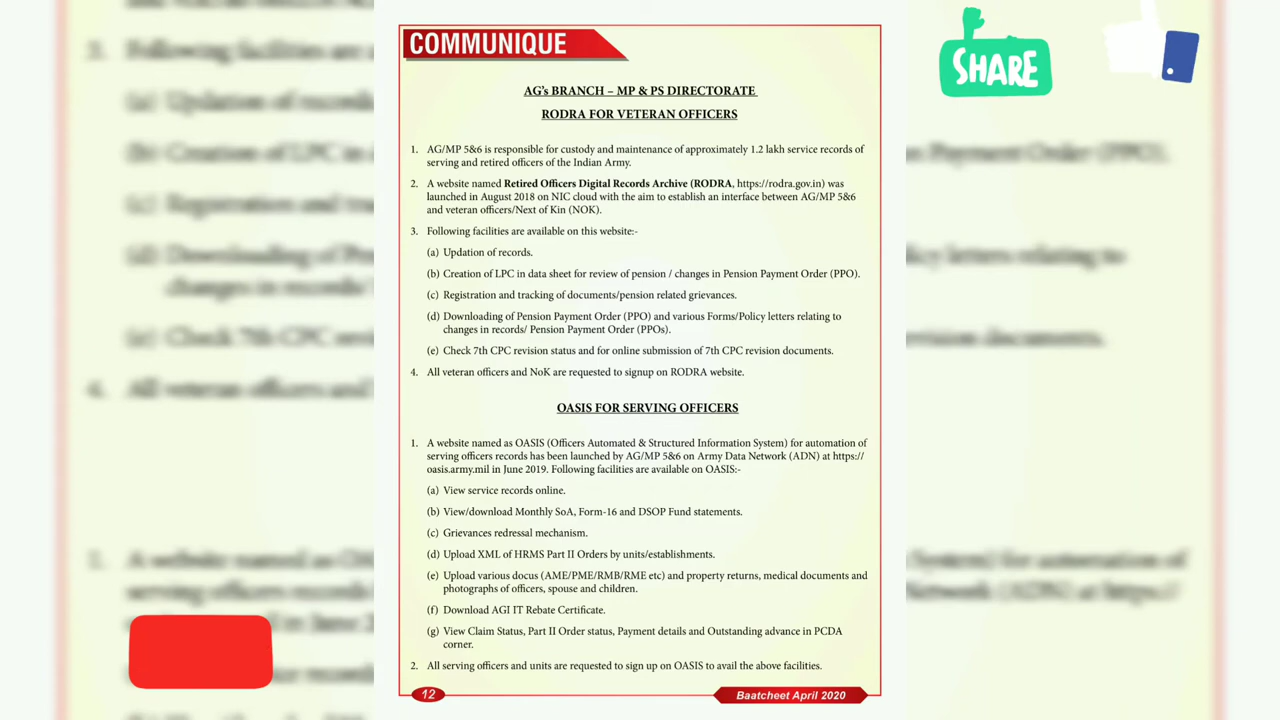 COMMUNIQUE
SHARE
AG's BRANCH – MP & PS DIRECTORATE
RODRA FOR VETERAN OFFICERS
1. AG/MP 5&6 is responsible for custody and maintenance of approximately 1.2 lakh service records of
serving and retired officers of the Indian Army.
2. A website named Retired Officers Digital Records Archive (RODRA, https://rodra.gov.in) was
launched in August 2018 on NIC cloud with the aim to establish an interface between AG/MP 5&6
and veteran officers/Next of Kin (NOK).
3. Following facilities are available on this website:-
(a) Updation of records.
(b) Creation of LPC in data sheet for review of pension / changes in Pension Payment Order (PPO).
(c) Registration and tracking of documents/pension related grievances.
(d) Downloading of Pension Payment Order (PPO) and various Forms/Policy letters relating to
changes in records/ Pension Payment Order (PPOs).
(e) Check 7th CPC revision status and for online submission of 7th CPC revision documents.
4. All veteran officers and NoK are requested to signup on RODRA website.
OASIS FOR SERVING OFFICERS
1. A website named as OASIS (Officers Automated & Structured Information System) for automation of
serving officers records has been launched by AG/MP 5&6 on Army Data Network (ADN) at https://
oasis.army.mil in June 2019. Following facilities are available on OASIS:-
(a) View service records online.
(b) View/download Monthly SoA, Form-16 and DSOP Fund statements.
(c) Grievances redressal mechanism.
(d) Upload XML of HRMS Part II Orders by units/establishments.
(e) Upload various docus (AME/PME/RMB/RME etc) and property returns, medical documents and
photographs of officers, spouse and children.
(f) Download AGI IT Rebate Certificate.
(g) View Claim Status, Part II Order status, Payment details and Outstanding advance in PCDA
corner.
2. All serving officers and units are requested to sign up on OASIS to avail the above facilities.
12
Baatcheet April 2020